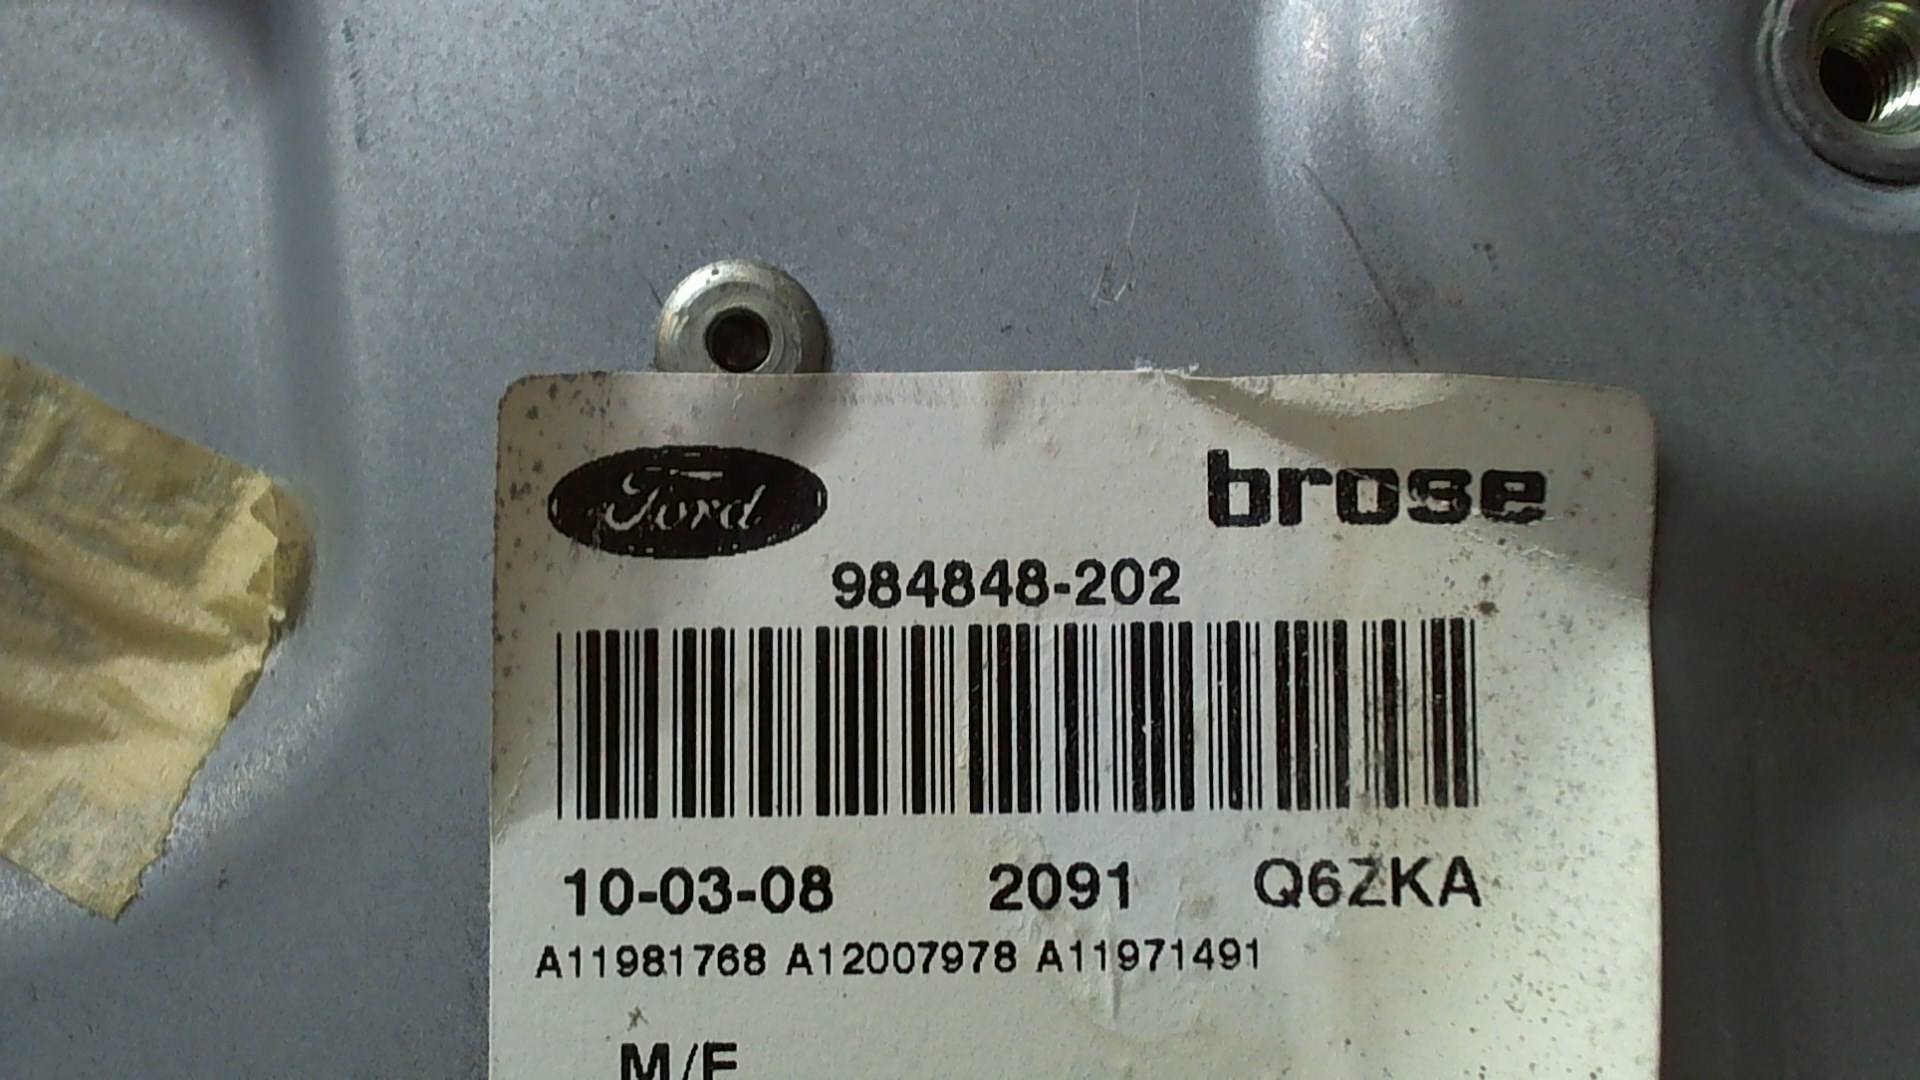 Ford brose
984848-202
10-03-08 2091 Q6ZKA
A11981768 A12007978 A11971491
M/F